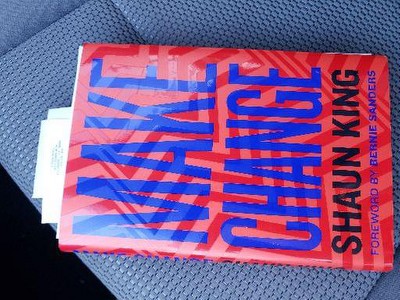 MAKE
CHANGE
SHAUN KING
FOREWORD BY BERNIE SANDERS